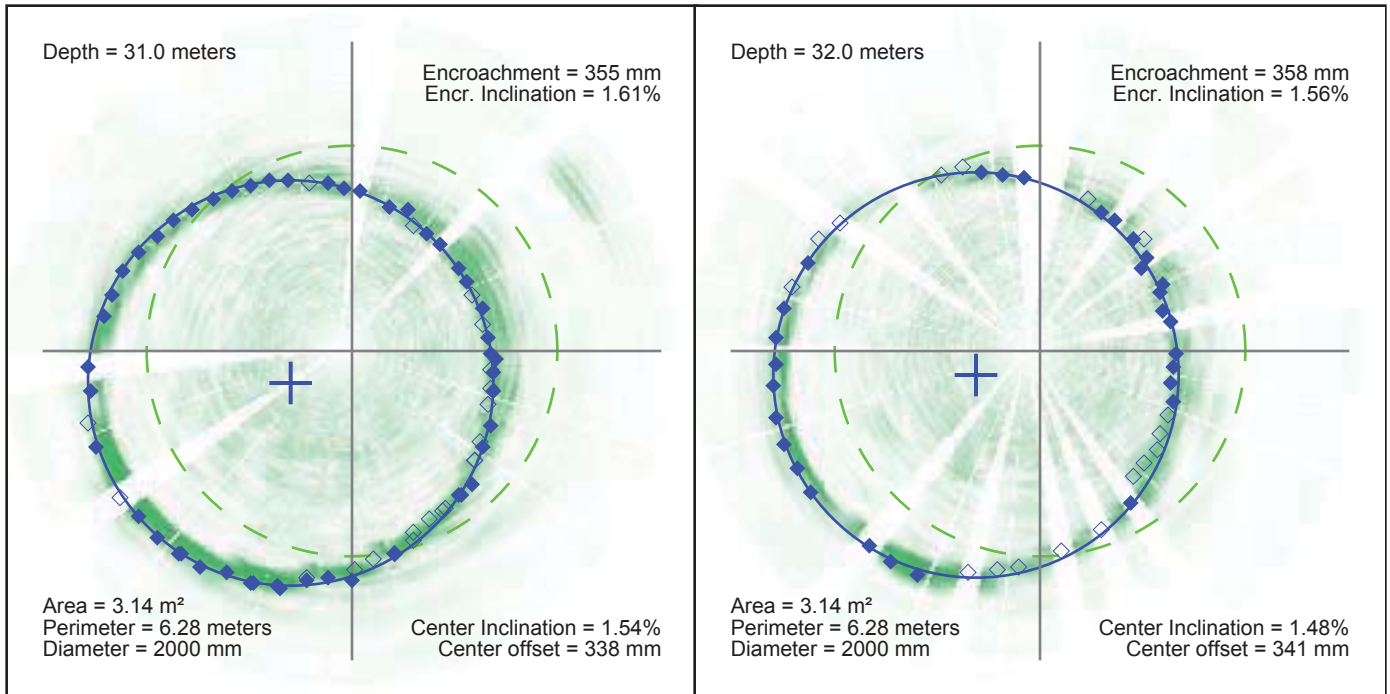 Depth = 31.0 meters
Encroachment = 355 mm
Encr. Inclination = 1.61%
Area = 3.14 m²
Perimeter = 6.28 meters
Diameter = 2000 mm
Center Inclination = 1.54%
Center offset = 338 mm
Depth = 32.0 meters
Encroachment = 358 mm
Encr. Inclination = 1.56%
Area = 3.14 m²
Perimeter = 6.28 meters
Diameter = 2000 mm
Center Inclination = 1.48%
Center offset = 341 mm